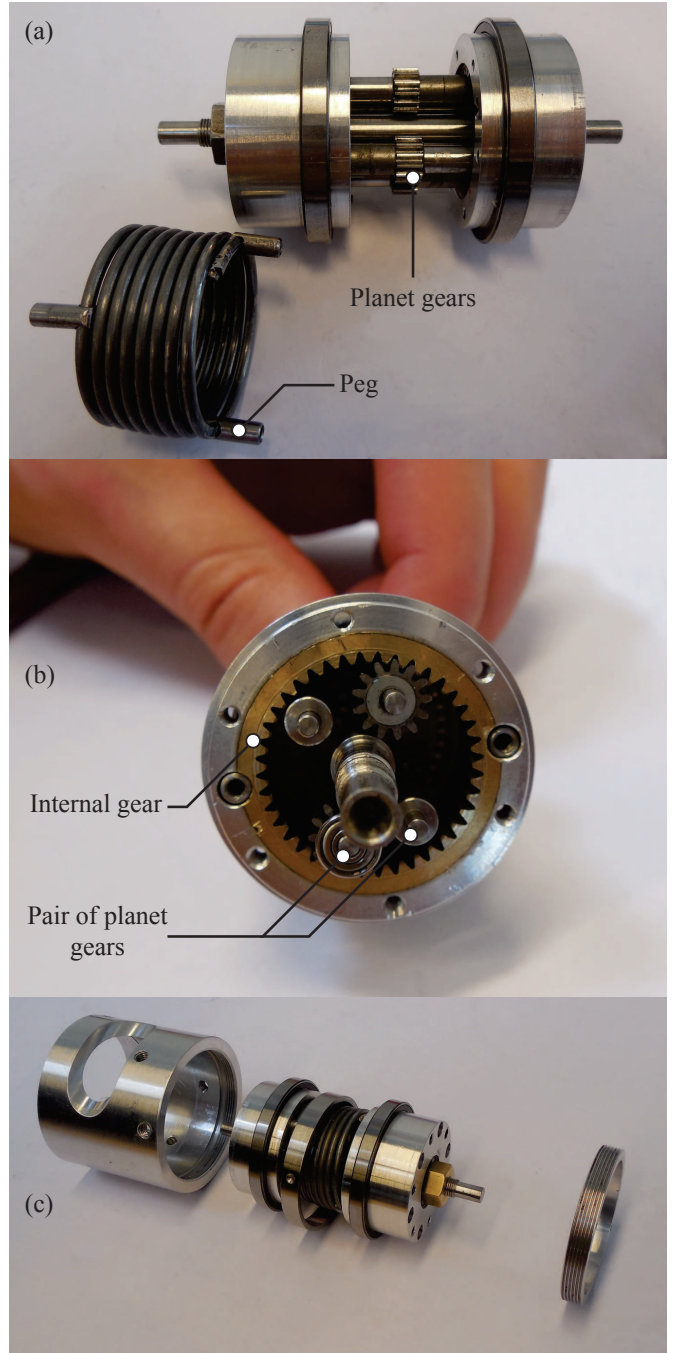 (a)
Planet gears
Peg
(b)
Internal gear
Pair of planet
gears
(c)